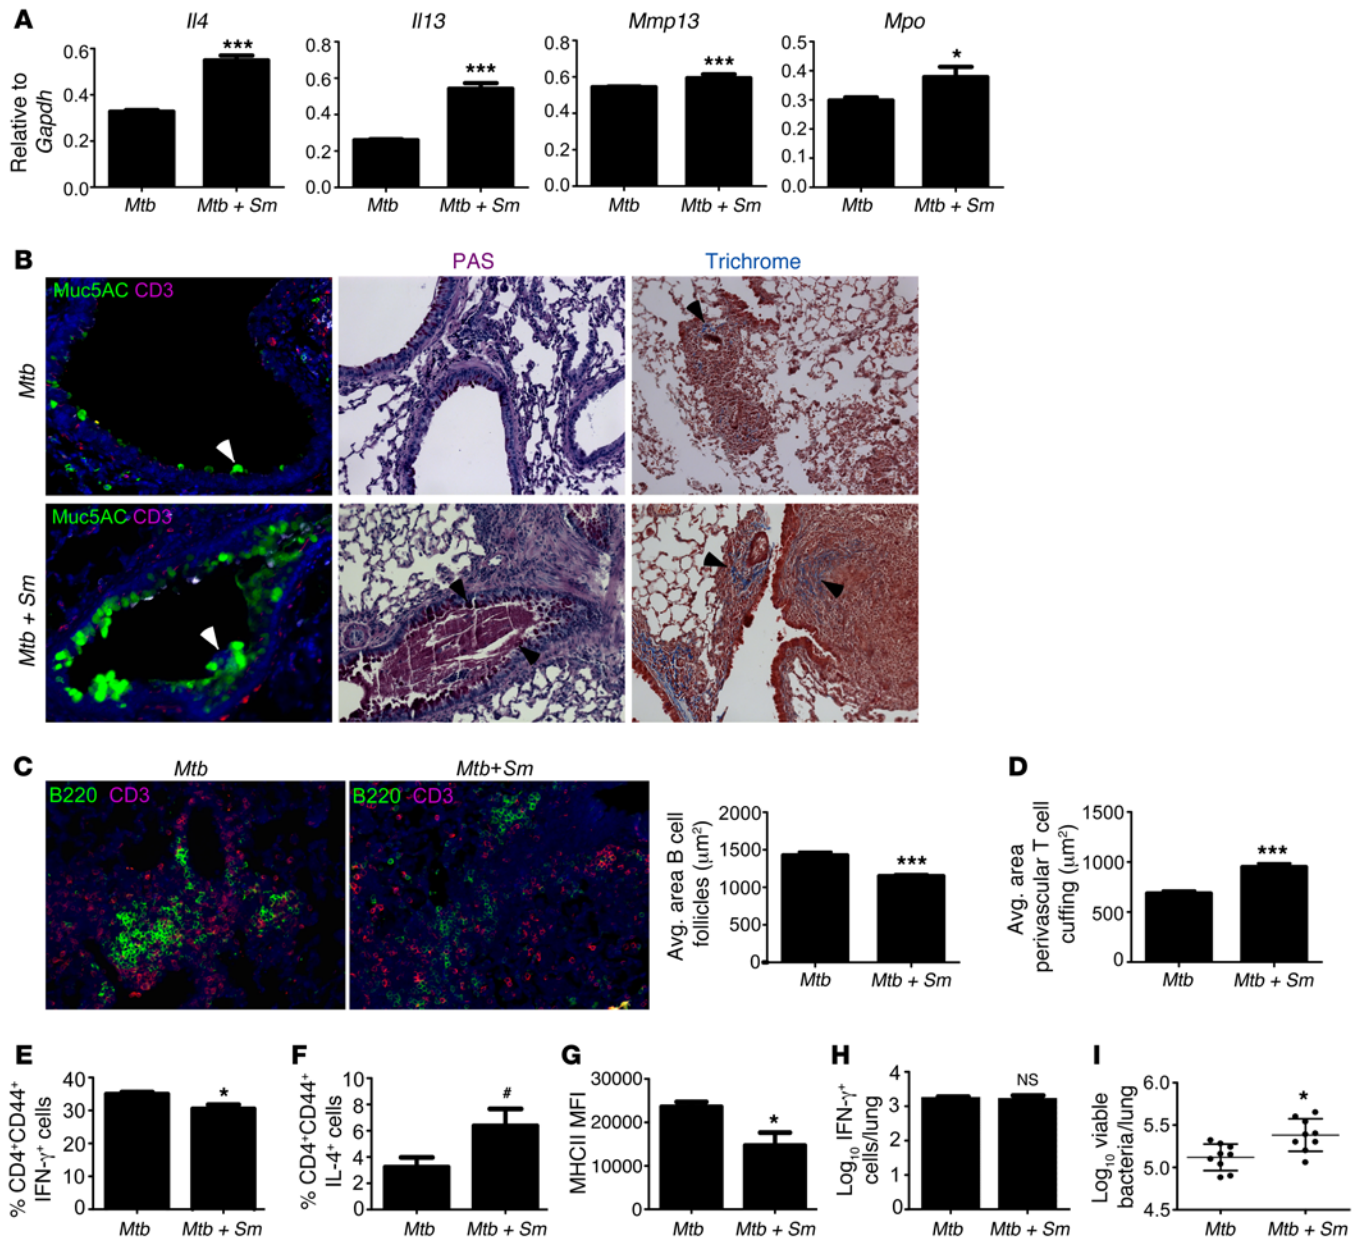 A
Il4
Il13
Mmp13
Mpo
Relative to
Gapdh
0.6
0.4
0.2
0.0
***
Mtb
Mtb + Sm
0.8
0.6
0.4
0.2
0.0
***
Mtb
Mtb + Sm
0.8
0.6
0.4
0.2
0.0
***
Mtb
Mtb + Sm
0.5
0.4
0.3
0.2
0.1
0.0
*
Mtb
Mtb + Sm
B
PAS
Trichrome
Mtb
Muc5AC CD3
Mtb + Sm
Muc5AC CD3
C
Mtb
Mtb+Sm
B220 CD3
B220 CD3
Avg. area B cell
follicles (µm²)
2000
1500
1000
500
0
***
Mtb
Mtb + Sm
D
Avg. area
perivascular T cell
cuffing (µm²)
1500
1000
500
0
***
Mtb
Mtb + Sm
E
% CD4⁺CD44⁺
IFN-γ⁺ cells
40
30
20
10
0
*
Mtb
Mtb + Sm
F
% CD4⁺CD44⁺
IL-4⁺ cells
10
8
6
4
2
0
#
Mtb
Mtb + Sm
G
MHCII MFI
30000
20000
10000
0
*
Mtb
Mtb + Sm
H
Log₁₀ IFN-γ⁺
cells/lung
4
3
2
1
0
NS
Mtb
Mtb + Sm
I
Log₁₀ viable
bacteria/lung
6.0
5.5
5.0
4.5
*
Mtb
Mtb + Sm